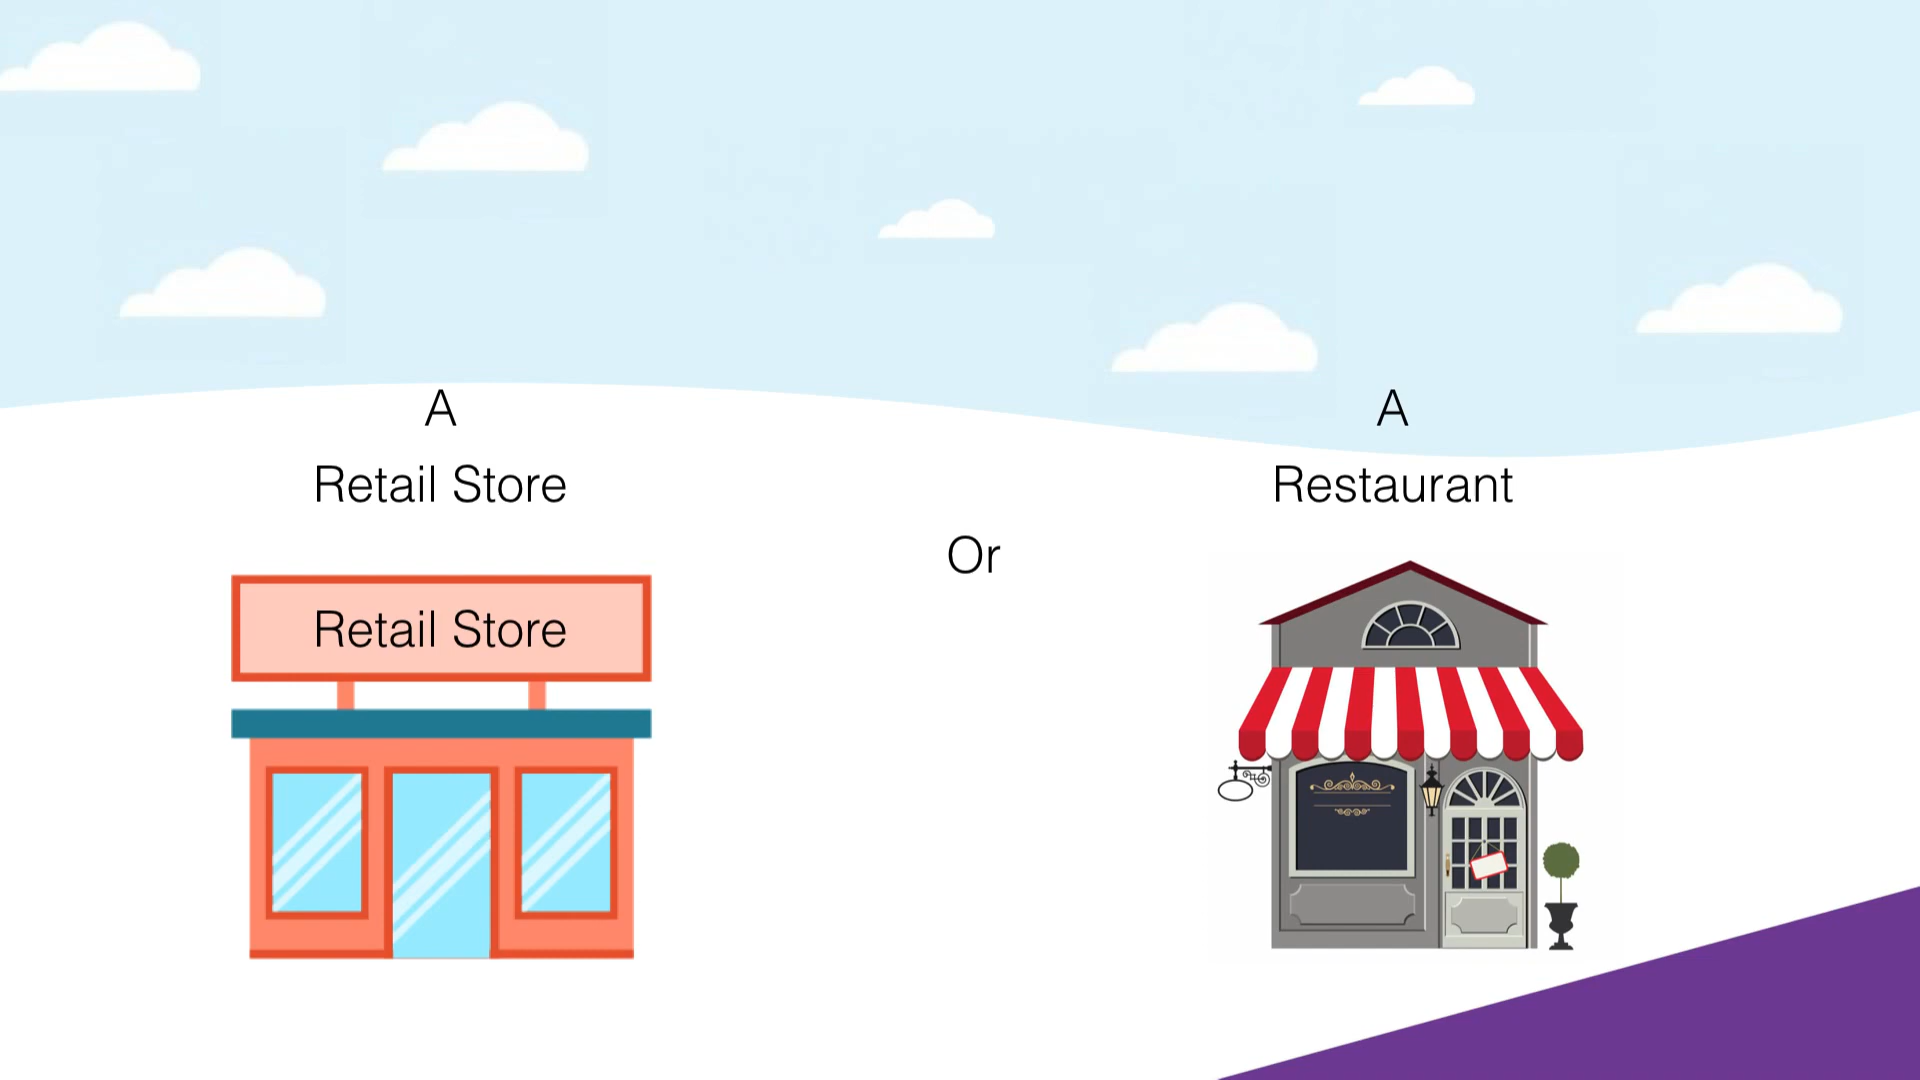 A
Retail Store
Retail Store
Or
A
Restaurant